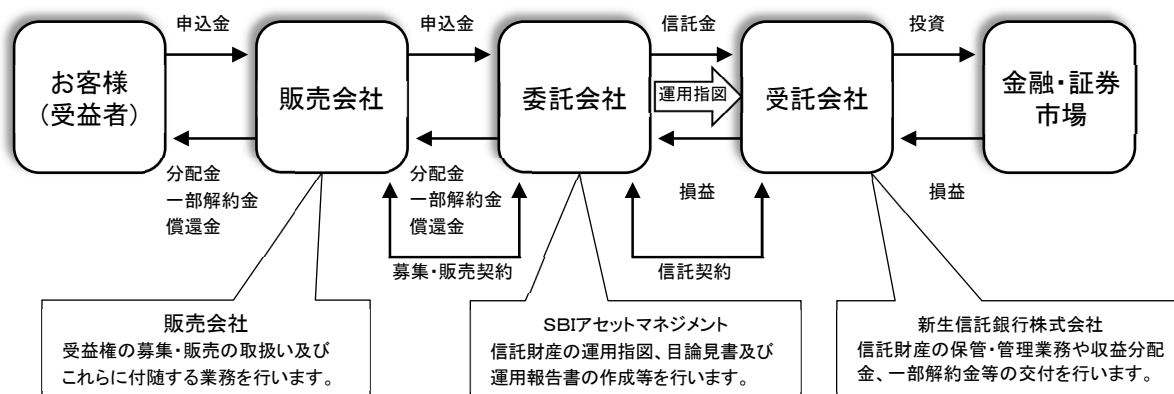 申込金
申込金
信託金
投資
お客様
（受益者）
販売会社
委託会社
運用指図
受託会社
金融・証券
市場
分配金
一部解約金
償還金
分配金
一部解約金
償還金
損益
損益
募集・販売契約
信託契約
販売会社
受益権の募集・販売の取扱い及び
これらに付随する業務を行います。
SBIアセットマネジメント
信託財産の運用指図、目論見書及び
運用報告書の作成等を行います。
新生信託銀行株式会社
信託財産の保管・管理業務や収益分配
金、一部解約金等の交付を行います。